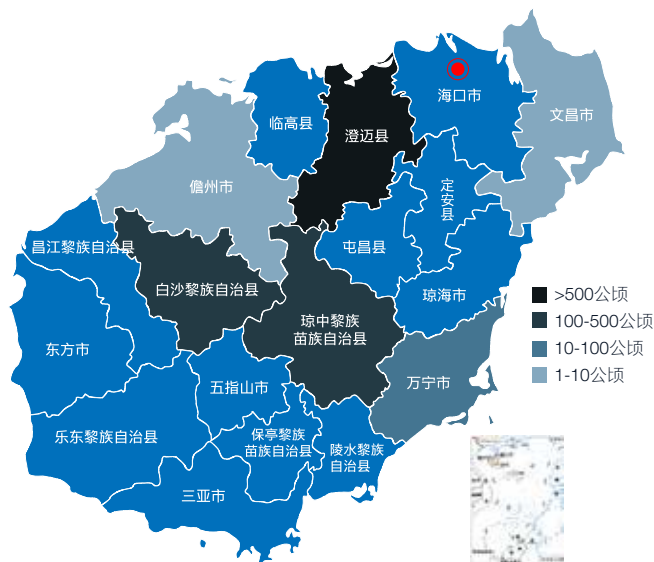 临高县
澄迈县
海口市
文昌市
儋州市
定
安
县
屯昌县
昌江黎族自治县
白沙黎族自治县
琼海市
琼中黎族
苗族自治县
东方市
五指山市
万宁市
乐东黎族自治县
保亭黎族
苗族自治县
陵水黎族
自治县
三亚市
>500公顷
100-500公顷
10-100公顷
1-10公顷